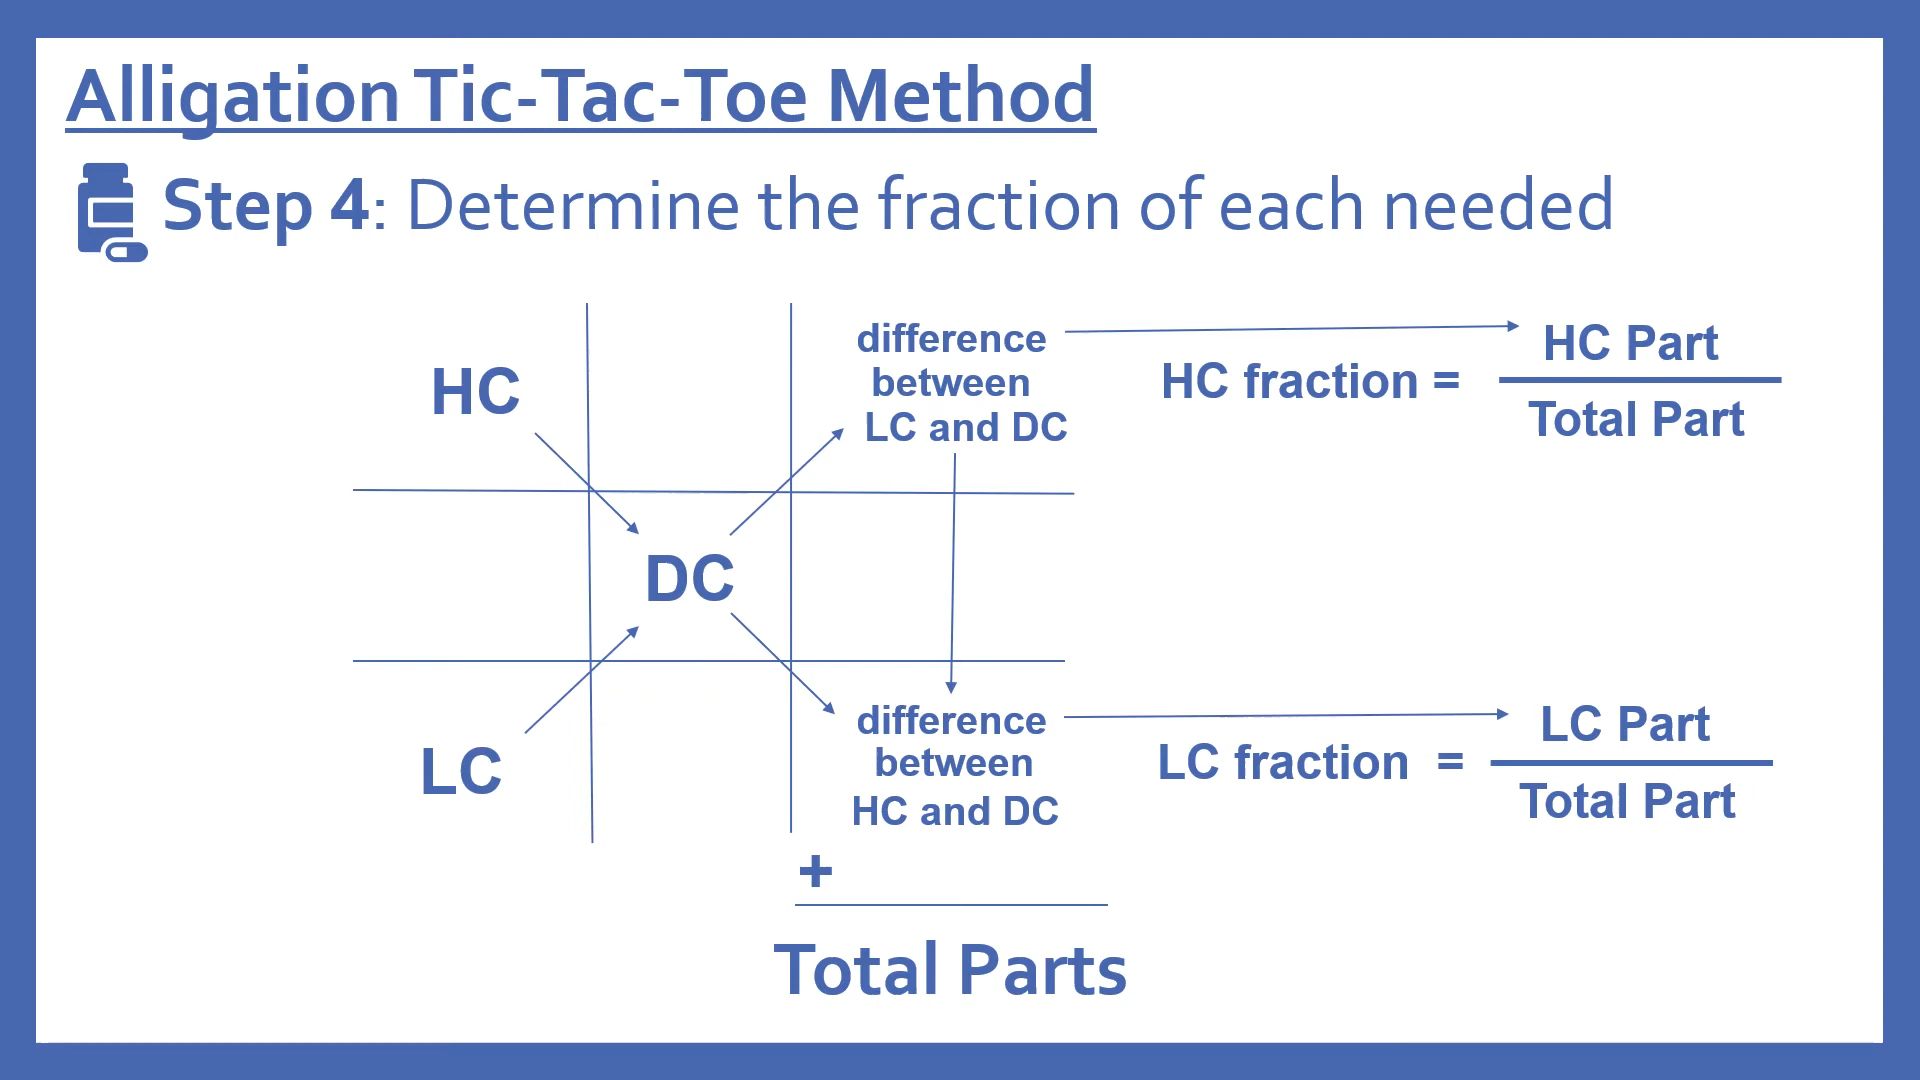 Alligation Tic-Tac-Toe Method
Step 4: Determine the fraction of each needed
HC
difference
between
LC and DC
HC fraction =
HC Part
Total Part
DC
LC
difference
between
HC and DC
LC fraction =
LC Part
Total Part
+
Total Parts